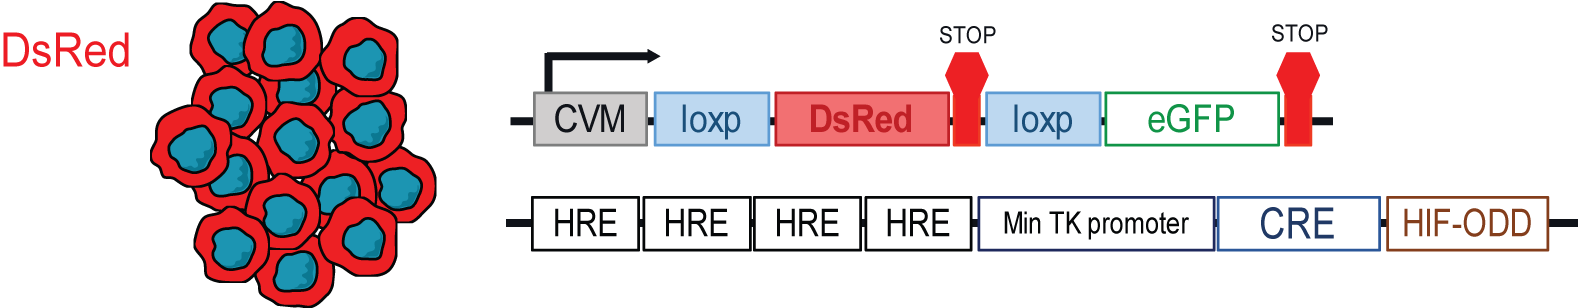 DsRed
STOP
STOP
CVM loxp DsRed loxp eGFP
HRE HRE HRE HRE Min TK promoter CRE HIF-ODD